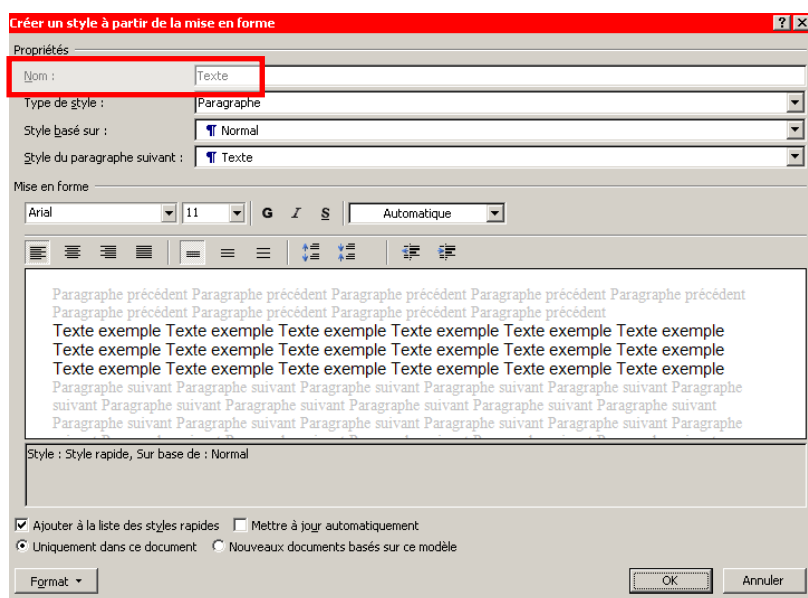 Créer un style à partir de la mise en forme
Propriétés
Nom : Texte
Type de style : Paragraphe
Style basé sur : ¶ Normal
Style du paragraphe suivant : ¶ Texte
Mise en forme
Arial 11 G I S Automatique
Paragraphe précédent Paragraphe précédent Paragraphe précédent Paragraphe précédent Paragraphe précédent
Paragraphe précédent Paragraphe précédent Paragraphe précédent Paragraphe précédent
Texte exemple Texte exemple Texte exemple Texte exemple Texte exemple Texte exemple
Texte exemple Texte exemple Texte exemple Texte exemple Texte exemple Texte exemple
Texte exemple Texte exemple Texte exemple Texte exemple Texte exemple Texte exemple
Paragraphe suivant Paragraphe suivant Paragraphe suivant Paragraphe suivant Paragraphe suivant Paragraphe
suivant Paragraphe suivant Paragraphe suivant Paragraphe suivant Paragraphe suivant Paragraphe suivant
Paragraphe suivant Paragraphe suivant Paragraphe suivant Paragraphe suivant Paragraphe suivant Paragraphe
Style : Style rapide, Sur base de : Normal
Ajouter à la liste des styles rapides Mettre à jour automatiquement
Uniquement dans ce document Nouveaux documents basés sur ce modèle
Format OK Annuler